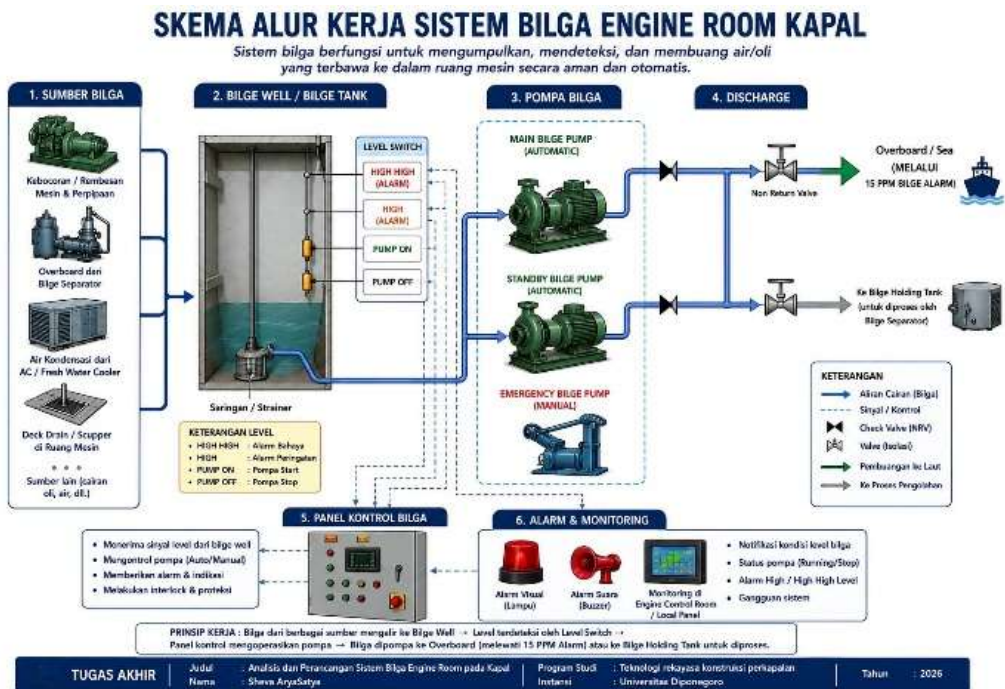 SKEMA ALUR KERJA SISTEM BILGA ENGINE ROOM KAPAL
Sistem bilga berfungsi untuk mengumpulkan, mendeteksi, dan membuang air/oli
yang terbawa ke dalam ruang mesin secara aman dan otomatis.
1. SUMBER BILGA
Kebocoran / Rembesan
Mesin & Perpipaan
Overboard dari
Bilge Separator
Air Kondensasi dari
AC / Fresh Water Cooler
Deck Drain / Scupper
di Ruang Mesin
Sumber lain (cairan
oli, air, dll.)
2. BILGE WELL / BILGE TANK
LEVEL SWITCH
HIGH HIGH
(ALARM)
HIGH
(ALARM)
PUMP ON
PUMP OFF
Saringan / Strainer
KETERANGAN LEVEL
• HIGH HIGH : Alarm Bahaya
• HIGH : Alarm Peringatan
• PUMP ON : Pompa Start
• PUMP OFF : Pompa Stop
3. POMPA BILGA
MAIN BILGE PUMP
(AUTOMATIC)
STANDBY BILGE PUMP
(AUTOMATIC)
EMERGENCY BILGE PUMP
(MANUAL)
4. DISCHARGE
Non Return Valve
Overboard / Sea
(MELALUI
15 PPM BILGE ALARM)
Ke Bilge Holding Tank
(untuk diproses oleh
Bilge Separator)
KETERANGAN
Aliran Cairan (Bilga)
Sinyal / Kontrol
Check Valve (NRV)
Valve (Isolasi)
Pembuangan ke Laut
Ke Proses Pengolahan
5. PANEL KONTROL BILGA
• Menerima sinyal level dari bilge well
• Mengontrol pompa (Auto/Manual)
• Memberikan alarm & indikasi
• Melakukan interlock & proteksi
6. ALARM & MONITORING
Alarm Visual
(Lampu)
Alarm Suara
(Buzzer)
Monitoring di
Engine Control Room
/ Local Panel
• Notifikasi kondisi level bilga
• Status pompa (Running/Stop)
• Alarm High / High High Level
• Gangguan sistem
PRINSIP KERJA : Bilga dari berbagai sumber mengalir ke Bilge Well → Level terdeteksi oleh Level Switch →
Panel kontrol mengoperasikan pompa → Bilga dipompa ke Overboard (melewati 15 PPM Alarm) atau ke Bilge Holding Tank untuk diproses.
TUGAS AKHIR
Judul : Analisis dan Perancangan Sistem Bilga Engine Room pada Kapal
Nama : Sheva AryaSatya
Program Studi : Teknologi rekayasa konstruksi perkapalan
Instansi : Universitas Diponegoro
Tahun : 2026